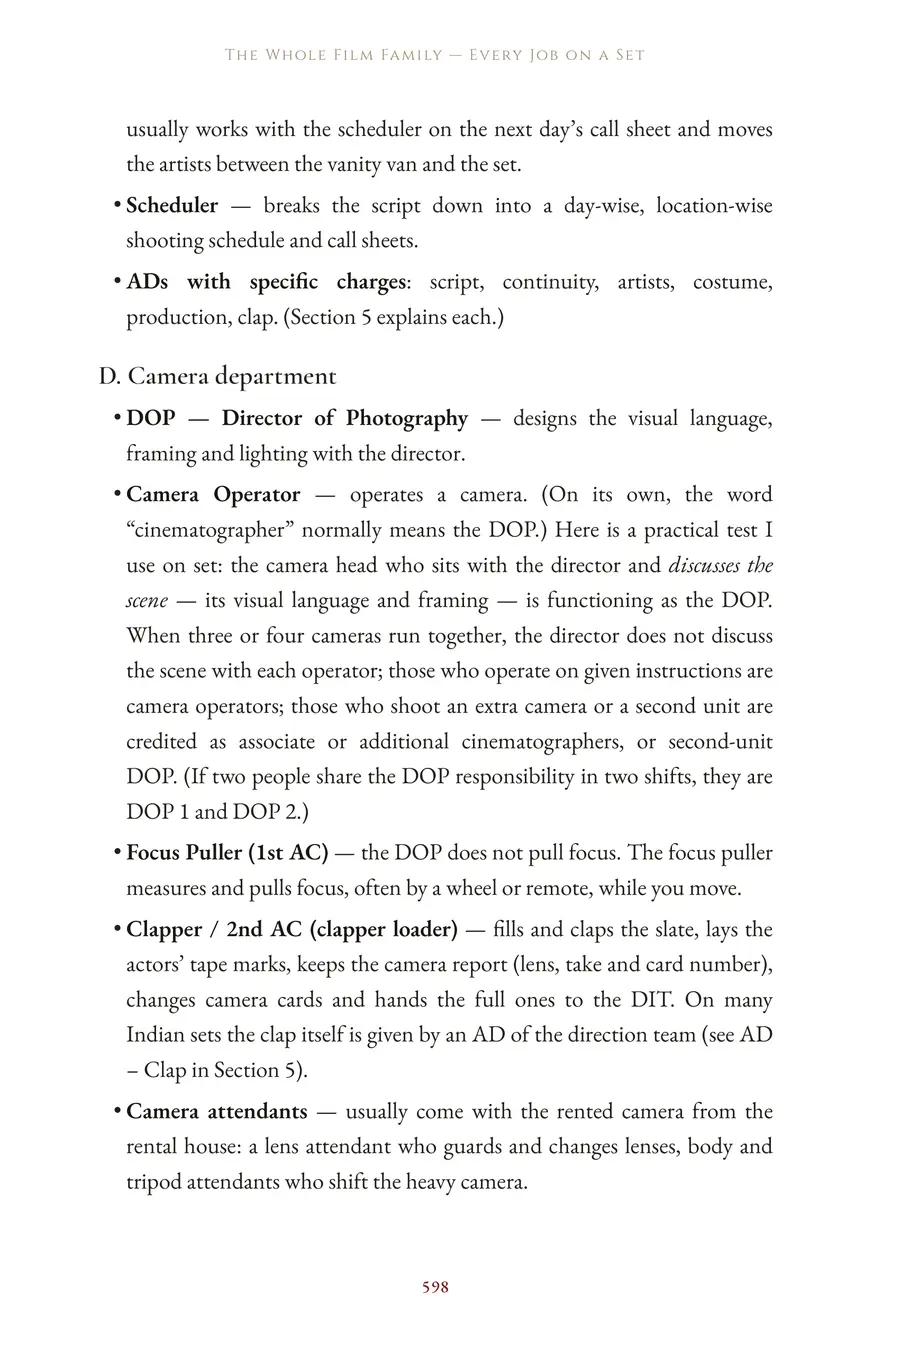 The Whole Film Family — Every Job on a Set
usually works with the scheduler on the next day’s call sheet and moves
the artists between the vanity van and the set.
• Scheduler — breaks the script down into a day-wise, location-wise
shooting schedule and call sheets.
• ADs with specific charges: script, continuity, artists, costume,
production, clap. (Section 5 explains each.)
D. Camera department
• DOP — Director of Photography — designs the visual language,
framing and lighting with the director.
• Camera Operator — operates a camera. (On its own, the word
“cinematographer” normally means the DOP.) Here is a practical test I
use on set: the camera head who sits with the director and discusses the
scene — its visual language and framing — is functioning as the DOP.
When three or four cameras run together, the director does not discuss
the scene with each operator; those who operate on given instructions are
camera operators; those who shoot an extra camera or a second unit are
credited as associate or additional cinematographers, or second-unit
DOP. (If two people share the DOP responsibility in two shifts, they are
DOP 1 and DOP 2.)
• Focus Puller (1st AC) — the DOP does not pull focus. The focus puller
measures and pulls focus, often by a wheel or remote, while you move.
• Clapper / 2nd AC (clapper loader) — fills and claps the slate, lays the
actors’ tape marks, keeps the camera report (lens, take and card number),
changes camera cards and hands the full ones to the DIT. On many
Indian sets the clap itself is given by an AD of the direction team (see AD
– Clap in Section 5).
• Camera attendants — usually come with the rented camera from the
rental house: a lens attendant who guards and changes lenses, body and
tripod attendants who shift the heavy camera.
598